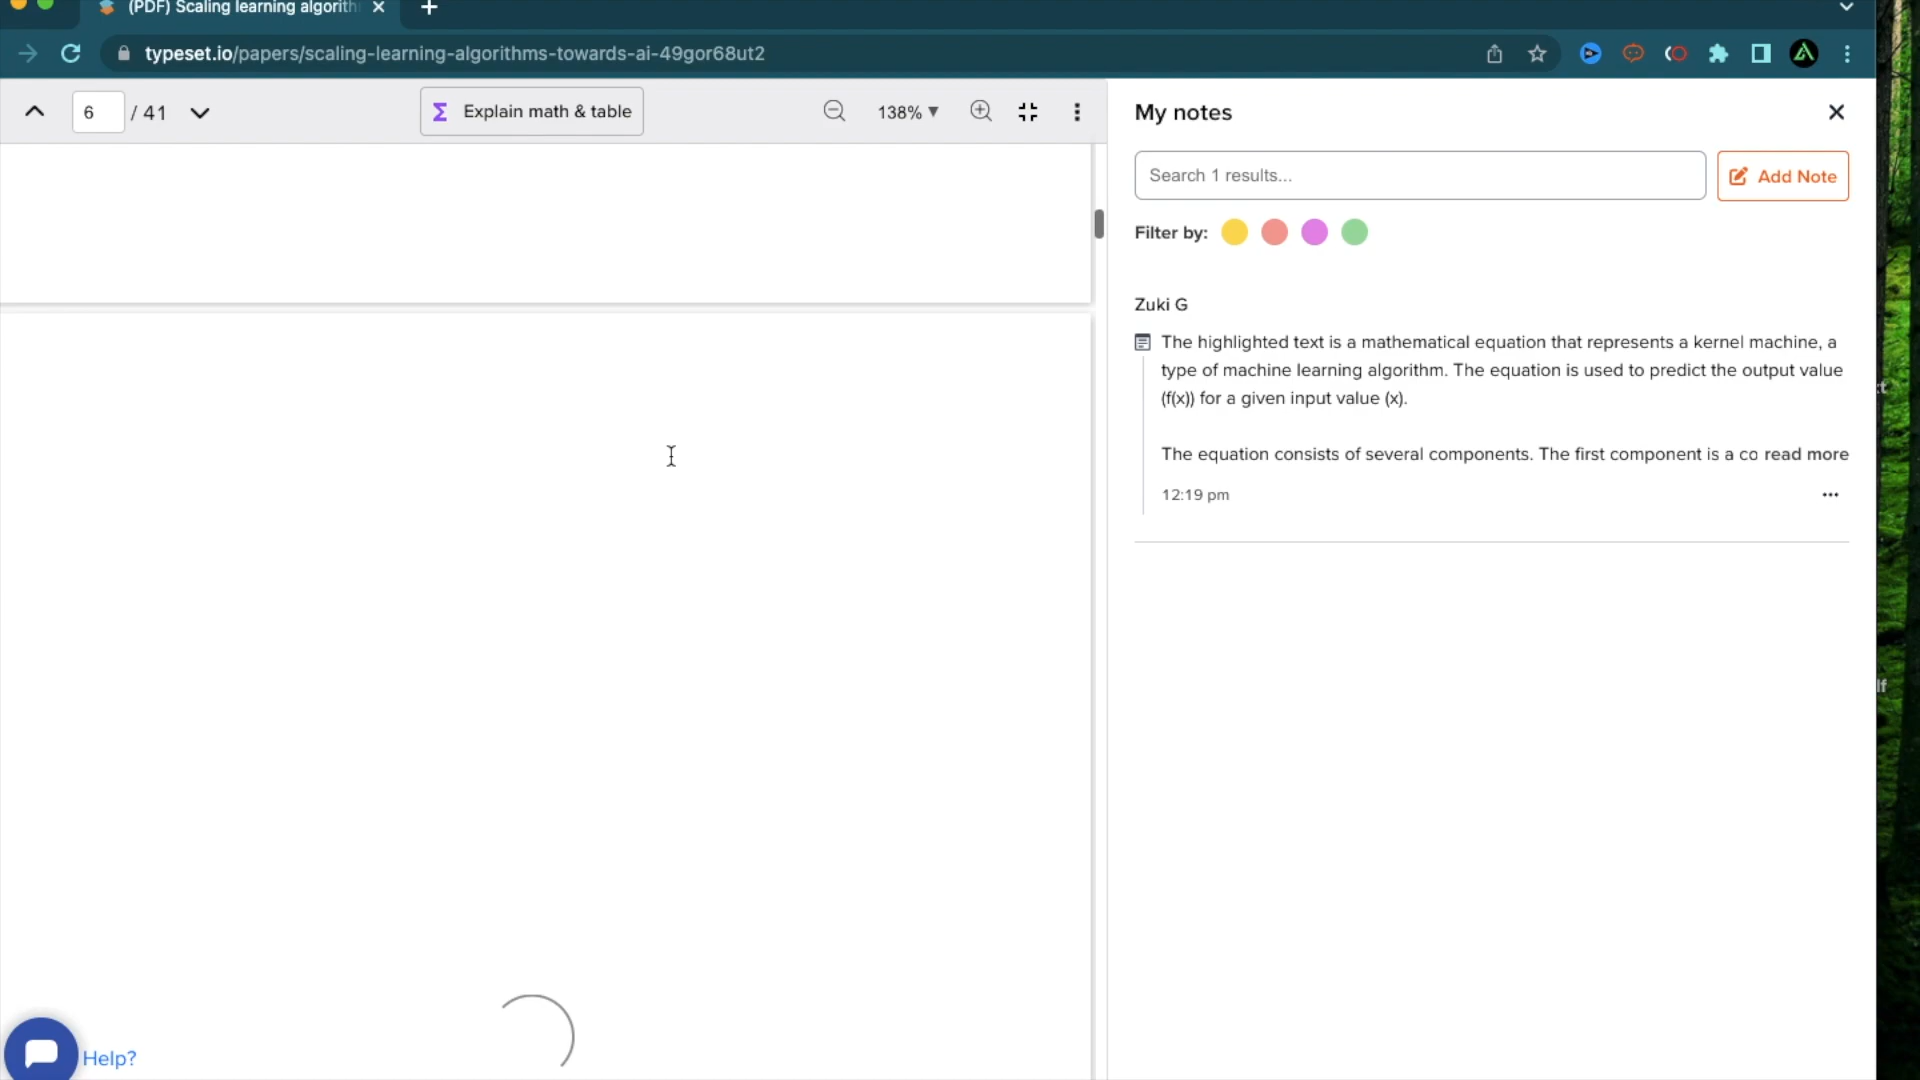 (PDF) Scaling learning algorith
typeset.io/papers/scaling-learning-algorithms-towards-ai-49gor68ut2
6 / 41
Explain math & table
138%
My notes
Search 1 results...
Add Note
Filter by:
Zuki G
The highlighted text is a mathematical equation that represents a kernel machine, a
type of machine learning algorithm. The equation is used to predict the output value
(f(x)) for a given input value (x).
The equation consists of several components. The first component is a co read more
12:19 pm
Help?